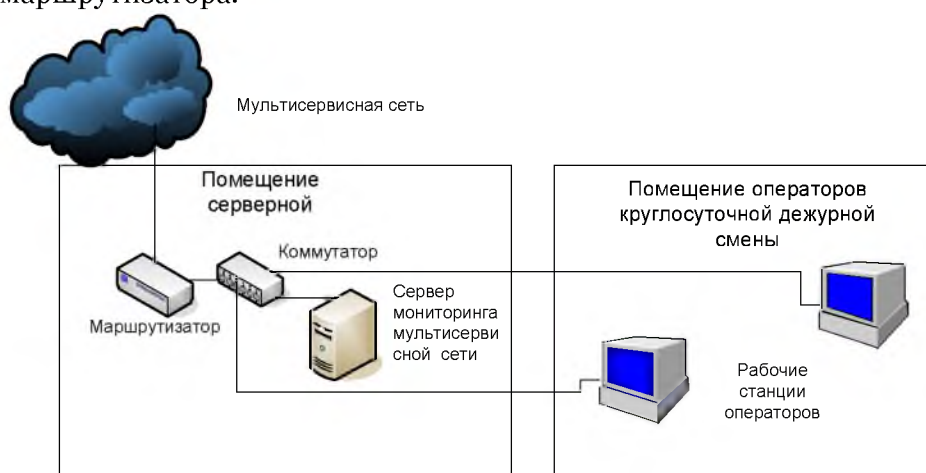 маршрутизатора.
Мультисервисная сеть
Помещение
серверной
Коммутатор
Маршрутизатор
Сервер
мониторинга
мультисерви
сной сети
Помещение операторов
круглосуточной дежурной
смены
Рабочие
станции
операторов